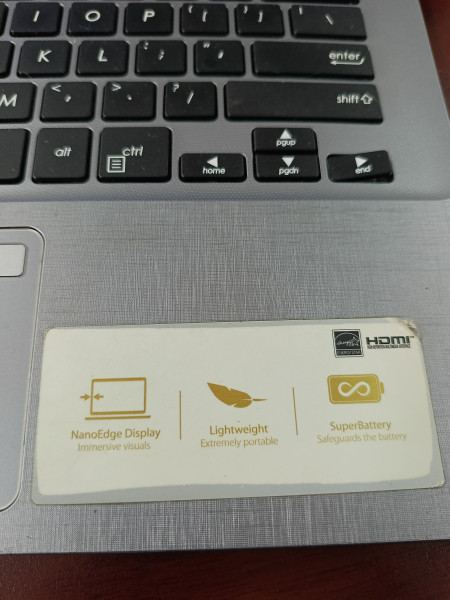 I O P { [ } ] | \
K L : ; " ' enter
M < , > . ? / shift
alt ctrl
pgup
home pgdn end
HDMI
NanoEdge Display
Immersive visuals
Lightweight
Extremely portable
SuperBattery
Safeguards the battery